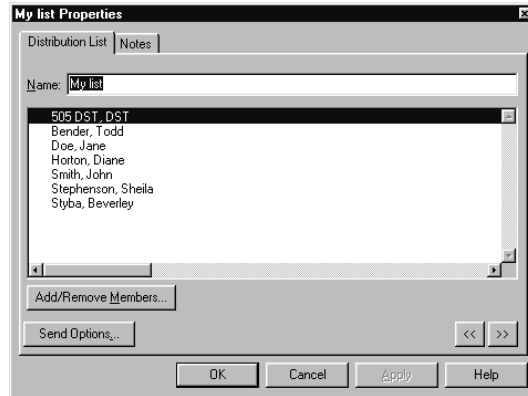 My list Properties
Distribution List Notes
Name: My list
505 DST, DST
Bender, Todd
Doe, Jane
Horton, Diane
Smith, John
Stephenson, Sheila
Styba, Beverley
Add/Remove Members...
Send Options... << >>
OK Cancel Apply Help